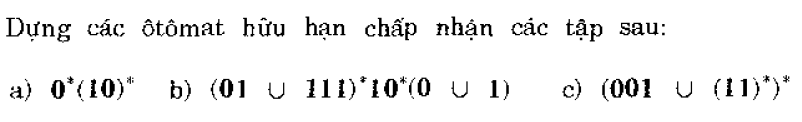 Dựng các ôtômat hữu hạn chấp nhận các tập sau:
a) 0*(10)* b) (01 ∪ 111)*10*(0 ∪ 1) c) (001 ∪ (11)*)*